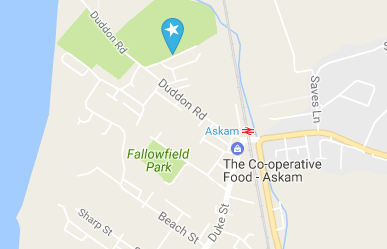 Duddon Rd
Duddon Rd
Saves Ln
Askam
Fallowfield
Park
The Co-operative
Food - Askam
Sharp St
Beach St
Duke St